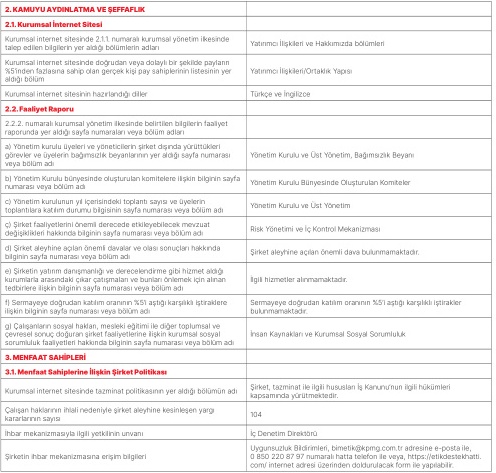 2. KAMUYU AYDINLATMA VE ŞEFFAFLIK
2.1. Kurumsal İnternet Sitesi
Kurumsal internet sitesinde 2.1.1. numaralı kurumsal yönetim ilkesinde
talep edilen bilgilerin yer aldığı bölümlerin adları
Yatırımcı İlişkileri ve Hakkımızda bölümleri
Kurumsal internet sitesinde doğrudan veya dolaylı bir şekilde payların
%5'inden fazlasına sahip olan gerçek kişi pay sahiplerinin listesinin yer
aldığı bölüm
Yatırımcı İlişkileri/Ortaklık Yapısı
Kurumsal internet sitesinin hazırlandığı diller
Türkçe ve İngilizce
2.2. Faaliyet Raporu
2.2.2. numaralı kurumsal yönetim ilkesinde belirtilen bilgilerin faaliyet
raporunda yer aldığı sayfa numaraları veya bölüm adları
a) Yönetim kurulu üyeleri ve yöneticilerin şirket dışında yürüttükleri
görevler ve üyelerin bağımsızlık beyanlarının yer aldığı sayfa numarası
veya bölüm adı
Yönetim Kurulu ve Üst Yönetim, Bağımsızlık Beyanı
b) Yönetim Kurulu bünyesinde oluşturulan komitelere ilişkin bilginin sayfa
numarası veya bölüm adı
Yönetim Kurulu Bünyesinde Oluşturulan Komiteler
c) Yönetim kurulunun yıl içerisindeki toplantı sayısı ve üyelerin
toplantılara katılım durumu bilgisinin sayfa numarası veya bölüm adı
Yönetim Kurulu ve Üst Yönetim
ç) Şirket faaliyetlerini önemli derecede etkileyebilecek mevzuat
değişiklikleri hakkında bilginin sayfa numarası veya bölüm adı
Risk Yönetimi ve İç Kontrol Mekanizması
d) Şirket aleyhine açılan önemli davalar ve olası sonuçları hakkında
bilginin sayfa numarası veya bölüm adı
Şirket aleyhine açılan önemli dava bulunmamaktadır.
e) Şirketin yatırım danışmanlığı ve derecelendirme gibi hizmet aldığı
kurumlarla arasındaki çıkar çatışmaları ve bunları önlemek için alınan
tedbirlere ilişkin bilginin sayfa numarası veya bölüm adı
İlgili hizmetler alınmamaktadır.
f) Sermayeye doğrudan katılım oranının %5'i aştığı karşılıklı iştiraklere
ilişkin bilginin sayfa numarası veya bölüm adı
Sermayeye doğrudan katılım oranının %5'i aştığı karşılıklı iştirakler
bulunmamaktadır.
g) Çalışanların sosyal hakları, mesleki eğitimi ile diğer toplumsal ve
çevresel sonuç doğuran şirket faaliyetlerine ilişkin kurumsal sosyal
sorumluluk faaliyetleri hakkında bilginin sayfa numarası veya bölüm adı
İnsan Kaynakları ve Kurumsal Sosyal Sorumluluk
3. MENFAAT SAHİPLERİ
3.1. Menfaat Sahiplerine İlişkin Şirket Politikası
Kurumsal internet sitesinde tazminat politikasının yer aldığı bölümün adı
Şirket, tazminat ile ilgili hususları İş Kanunu'nun ilgili hükümleri
kapsamında yürütmektedir.
Çalışan haklarının ihlali nedeniyle şirket aleyhine kesinleşen yargı
kararlarının sayısı
104
İhbar mekanizmasıyla ilgili yetkilinin unvanı
İç Denetim Direktörü
Şirketin ihbar mekanizmasına erişim bilgileri
Uygunsuzluk Bildirimleri, bimetik@kpmg.com.tr adresine e-posta ile,
0 850 220 87 97 numaralı hatta telefon ile veya, https://etikdestekhatti.
com/ internet adresi üzerinden doldurulacak form ile yapılabilir.